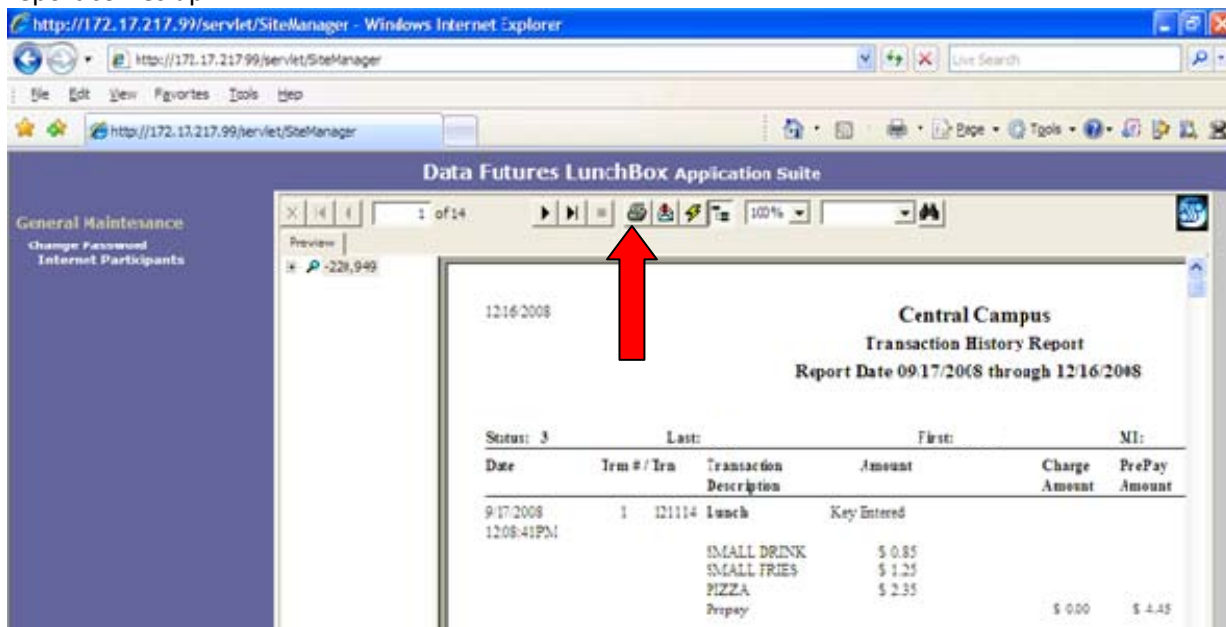 http://172.17.217.99/servlet/SiteManager - Windows Internet Explorer
http://172.17.217.99/servlet/SiteManager
Live Search
File Edit View Favorites Tools Help
http://172.17.217.99/servlet/SiteManager
Page Tools
Data Futures LunchBox Application Suite
General Maintenance
Change Password
Internet Participants
1 of 14
100%
Preview
-228,949
12/16/2008
Central Campus
Transaction History Report
Report Date 09/17/2008 through 12/16/2008
Status: 3 Last: First: MI:
Date Trm # / Trn Transaction Description Amount Charge Amount PrePay Amount
9/17/2008 1 121114 Lunch Key Entered
12:08:41PM
SMALL DRINK $ 0.85
SMALL FRIES $ 1.25
PIZZA $ 2.35
Prepay $ 0.00 $ 4.45